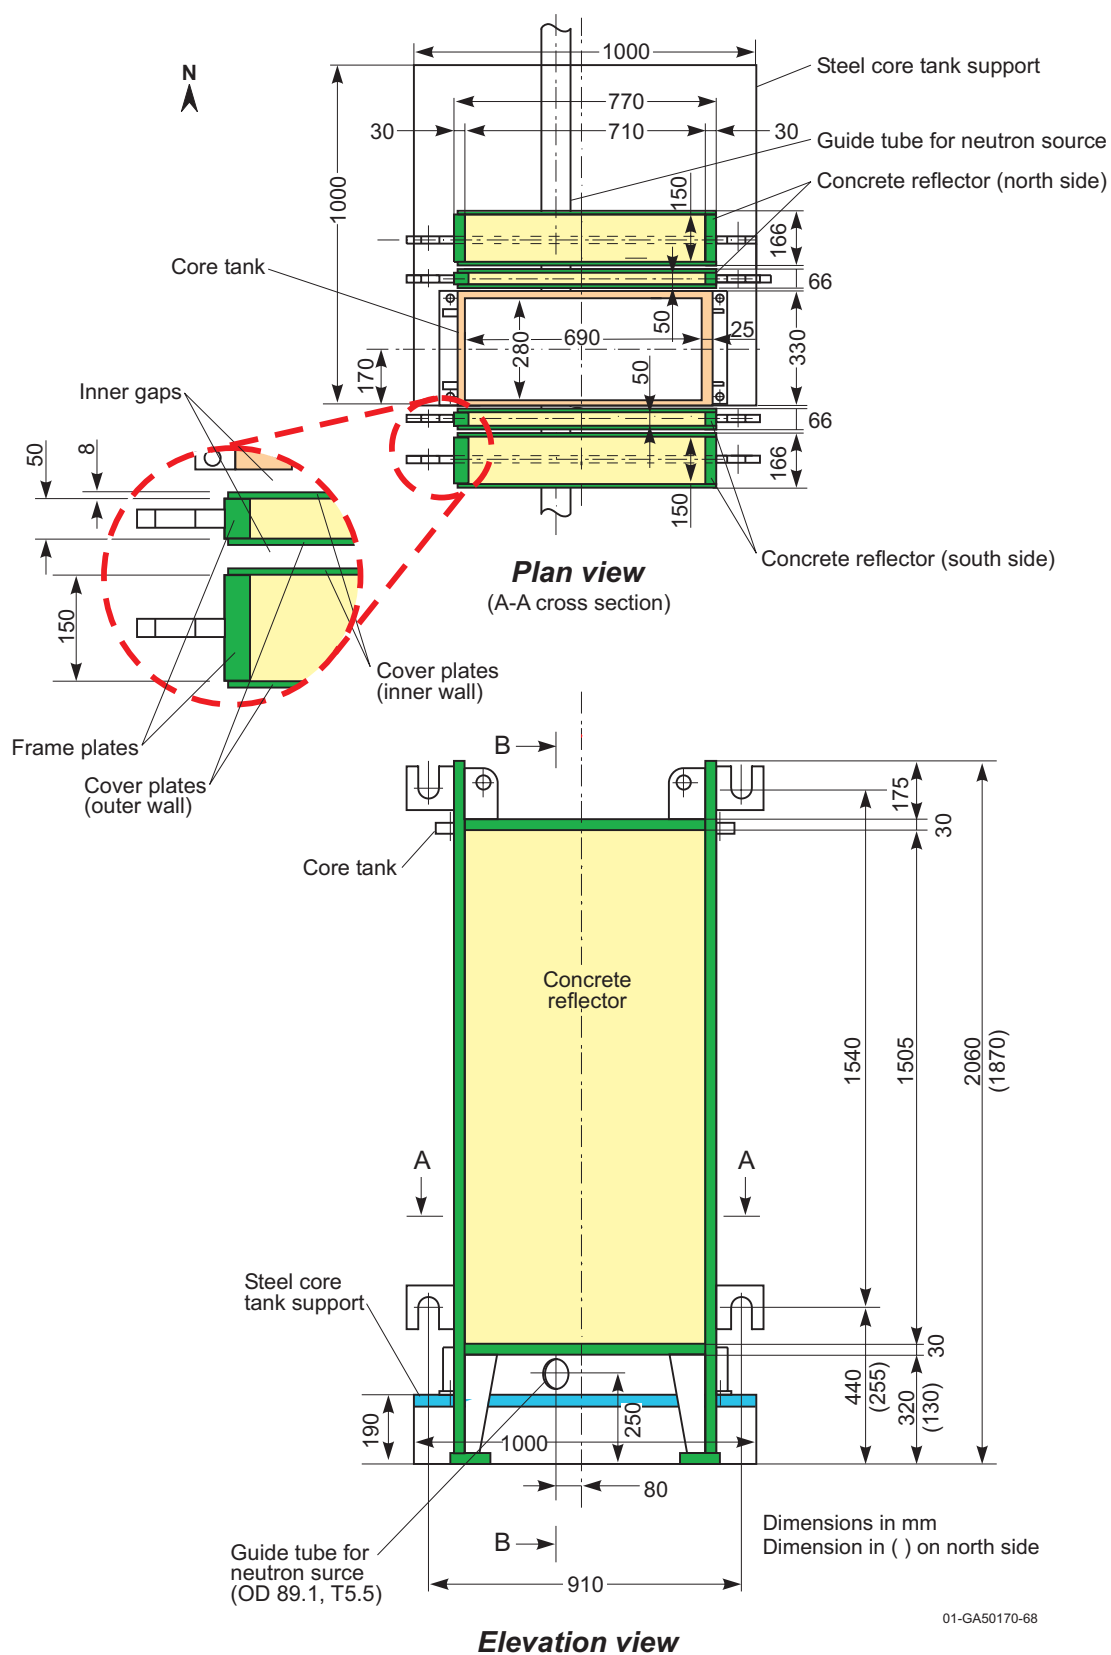 1000
N
Steel core tank support
770
30
710
30
Guide tube for neutron source
Concrete reflector (north side)
150
1000
166
Core tank
66
50
25
690
280
330
170
50
Inner gaps
66
50
8
166
150
Concrete reflector (south side)
Plan view
(A-A cross section)
150
Cover plates
(inner wall)
Frame plates
Cover plates
(outer wall)
B
175
30
Core tank
Concrete
reflector
1540
1505
2060
(1870)
A
A
Steel core
tank support
30
440
(255)
320
(130)
190
1000
250
80
Dimensions in mm
Dimension in ( ) on north side
B
Guide tube for
neutron surce
(OD 89.1, T5.5)
910
01-GA50170-68
Elevation view